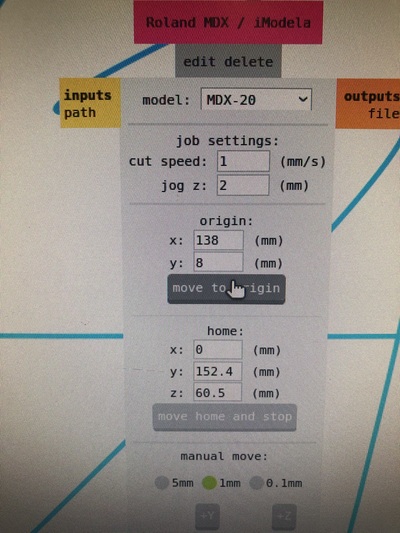 Roland MDX / iModela
edit delete
inputs
path
outputs
file
model: MDX-20
job settings:
cut speed: 1 (mm/s)
jog z: 2 (mm)
origin:
x: 138 (mm)
y: 8 (mm)
move to origin
home:
x: 0 (mm)
y: 152.4 (mm)
z: 60.5 (mm)
move home and stop
manual move:
5mm 1mm 0.1mm
+Y +Z